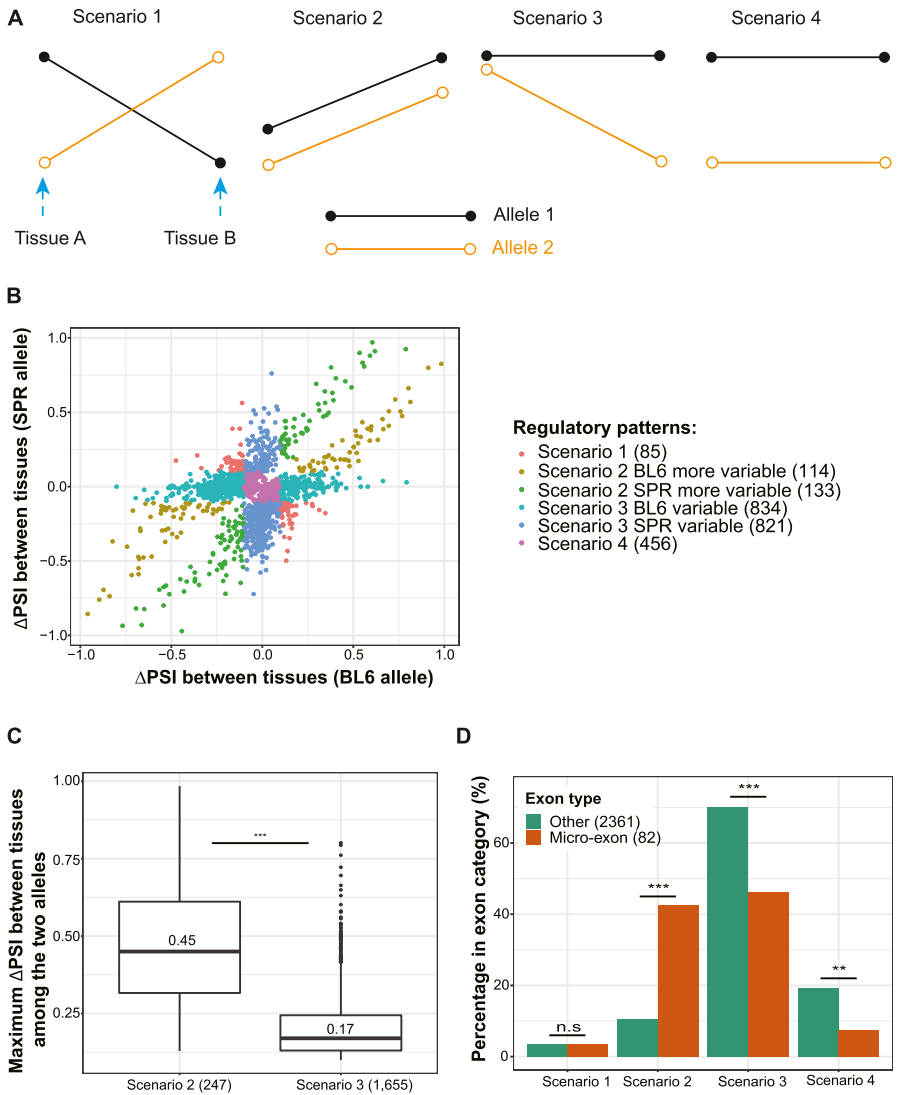 A
Scenario 1
Scenario 2
Scenario 3
Scenario 4
Tissue A
Tissue B
Allele 1
Allele 2
B
ΔPSI between tissues (SPR allele)
1.0
0.5
0.0
−0.5
−1.0
−1.0
−0.5
0.0
0.5
1.0
ΔPSI between tissues (BL6 allele)
Regulatory patterns:
Scenario 1 (85)
Scenario 2 BL6 more variable (114)
Scenario 2 SPR more variable (133)
Scenario 3 BL6 variable (834)
Scenario 3 SPR variable (821)
Scenario 4 (456)
C
Maximum ΔPSI between tissues
among the two alleles
1.00
0.75
0.50
0.25
***
0.45
0.17
Scenario 2 (247)
Scenario 3 (1,655)
D
Percentage in exon category (%)
60
40
20
0
Exon type
Other (2361)
Micro-exon (82)
n.s
***
***
**
Scenario 1
Scenario 2
Scenario 3
Scenario 4